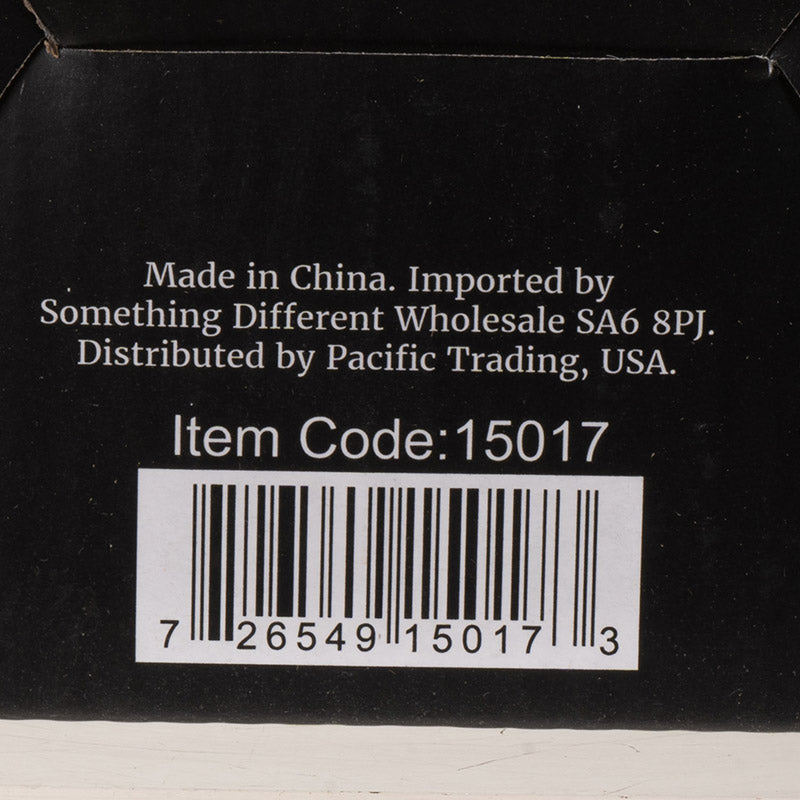 Made in China. Imported by
Something Different Wholesale SA6 8PJ.
Distributed by Pacific Trading, USA.
Item Code:15017
7 26549 15017 3